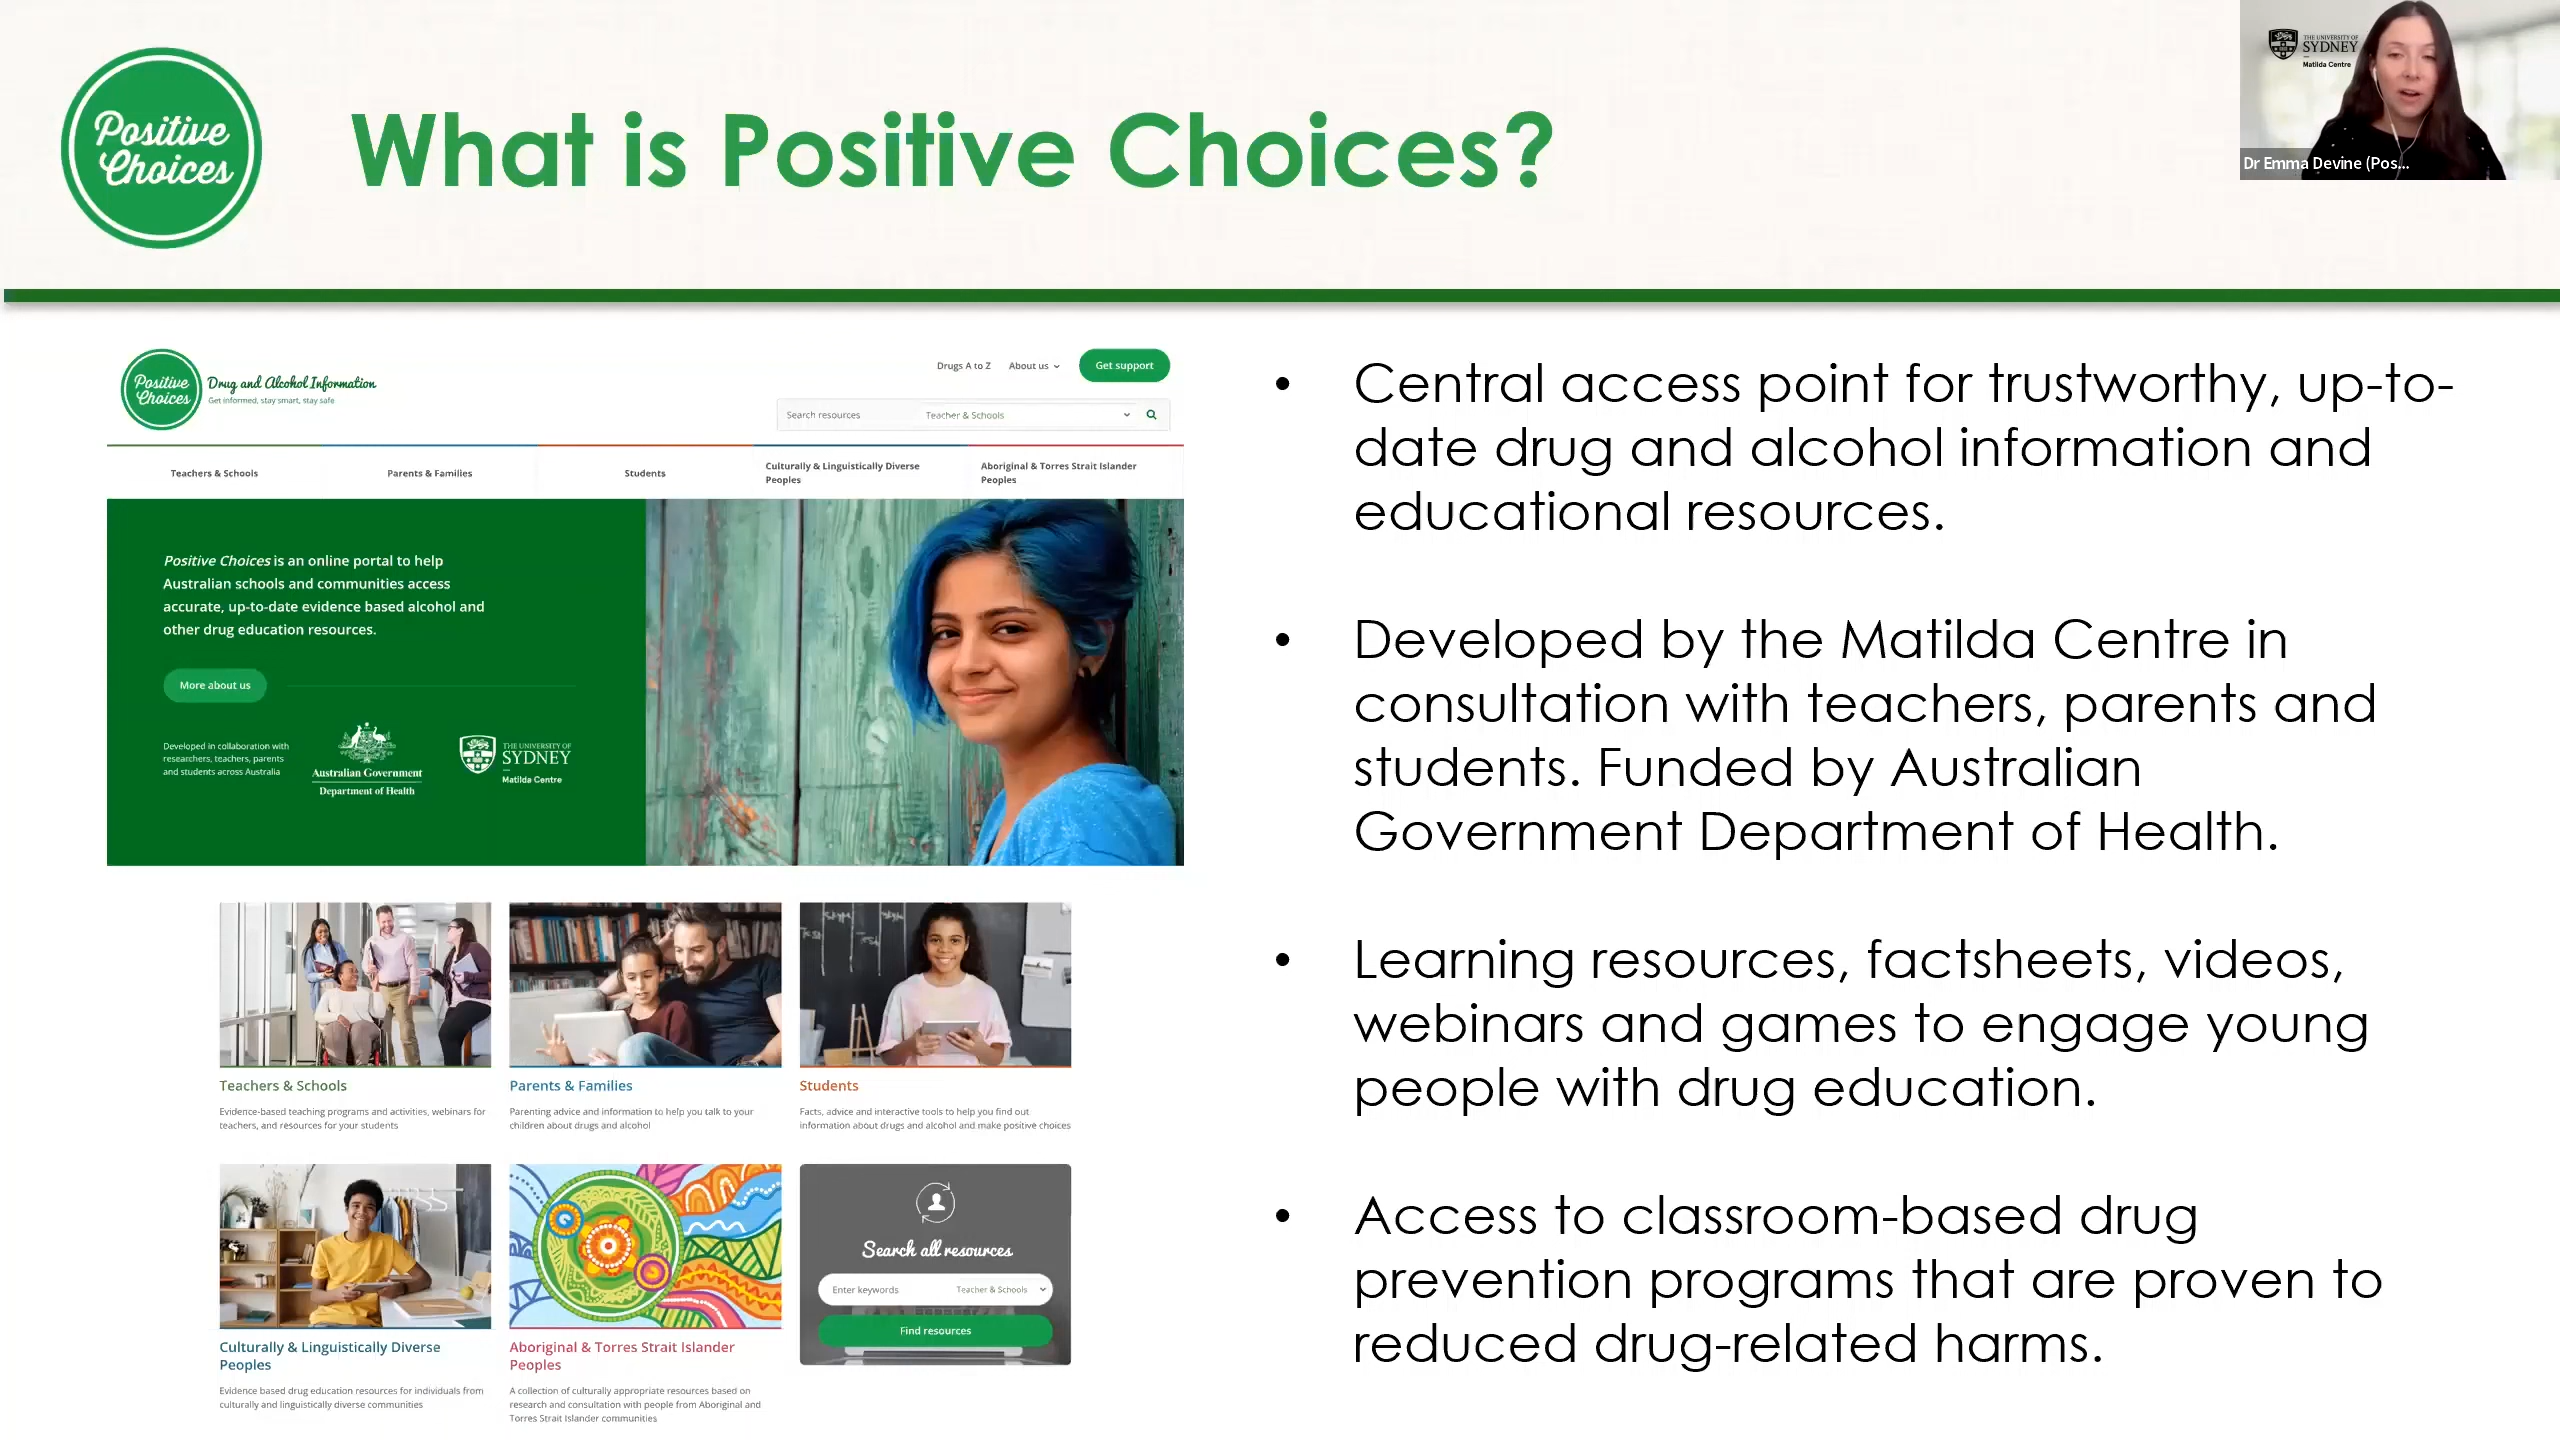 Positive
Choices
What is Positive Choices?
THE UNIVERSITY OF
SYDNEY
Matilda Centre
Dr Emma Devine (Pos...
Positive
Choices
Drug and Alcohol Information
Get informed, stay smart, stay safe
Drugs A to Z
About us
Get support
Search resources
Teacher & Schools
Teachers & Schools
Parents & Families
Students
Culturally & Linguistically Diverse
Peoples
Aboriginal & Torres Strait Islander
Peoples
Positive Choices is an online portal to help
Australian schools and communities access
accurate, up-to-date evidence based alcohol and
other drug education resources.
More about us
Developed in collaboration with
researchers, teachers, parents
and students across Australia
Australian Government
Department of Health
THE UNIVERSITY OF
SYDNEY
Matilda Centre
Teachers & Schools
Evidence-based teaching programs and activities, webinars for
teachers, and resources for your students
Parents & Families
Parenting advice and information to help you talk to your
children about drugs and alcohol
Students
Facts, advice and interactive tools to help you find out
information about drugs and alcohol and make positive choices
Culturally & Linguistically Diverse
Peoples
Evidence based drug education resources for individuals from
culturally and linguistically diverse communities
Aboriginal & Torres Strait Islander
Peoples
A collection of culturally appropriate resources based on
research and consultation with people from Aboriginal and
Torres Strait Islander communities
Search all resources
Enter keywords
Teacher & Schools
Find resources
• Central access point for trustworthy, up-to-
date drug and alcohol information and
educational resources.
• Developed by the Matilda Centre in
consultation with teachers, parents and
students. Funded by Australian
Government Department of Health.
• Learning resources, factsheets, videos,
webinars and games to engage young
people with drug education.
• Access to classroom-based drug
prevention programs that are proven to
reduced drug-related harms.